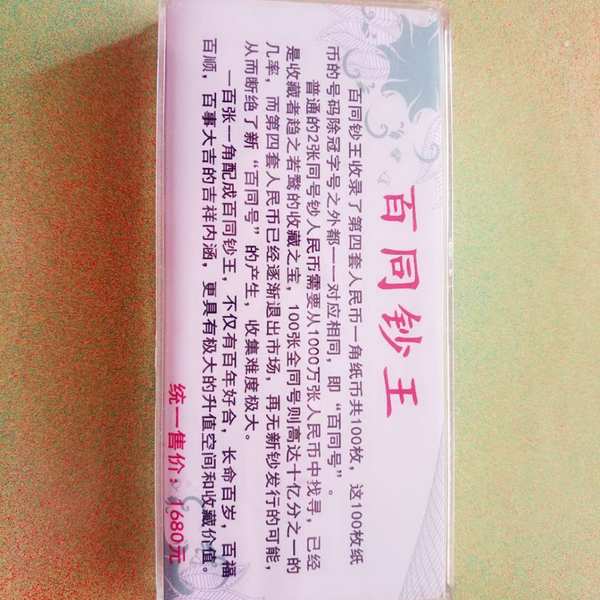 百同钞王
百同钞王收录了第四套人民币一角纸币共100枚，这100枚纸
币的号码除冠字号之外都一一对应相同，即“百同号”。
普通的2张同号钞人民币需要从1000万张人民币中找寻，已经
是收藏者趋之若鹜的收藏之宝，100张全同号则高达十亿分之一的
几率，而第四套人民币已经逐渐退出市场，再无新钞发行的可能，
从而断绝了新“百同号”的产生，收集难度极大。
一百张一角配成百同钞王，不仅有百年好合，长命百岁，百福
百顺，百事大吉的吉祥内涵，更具有极大的升值空间和收藏价值。
统一售价：1680元